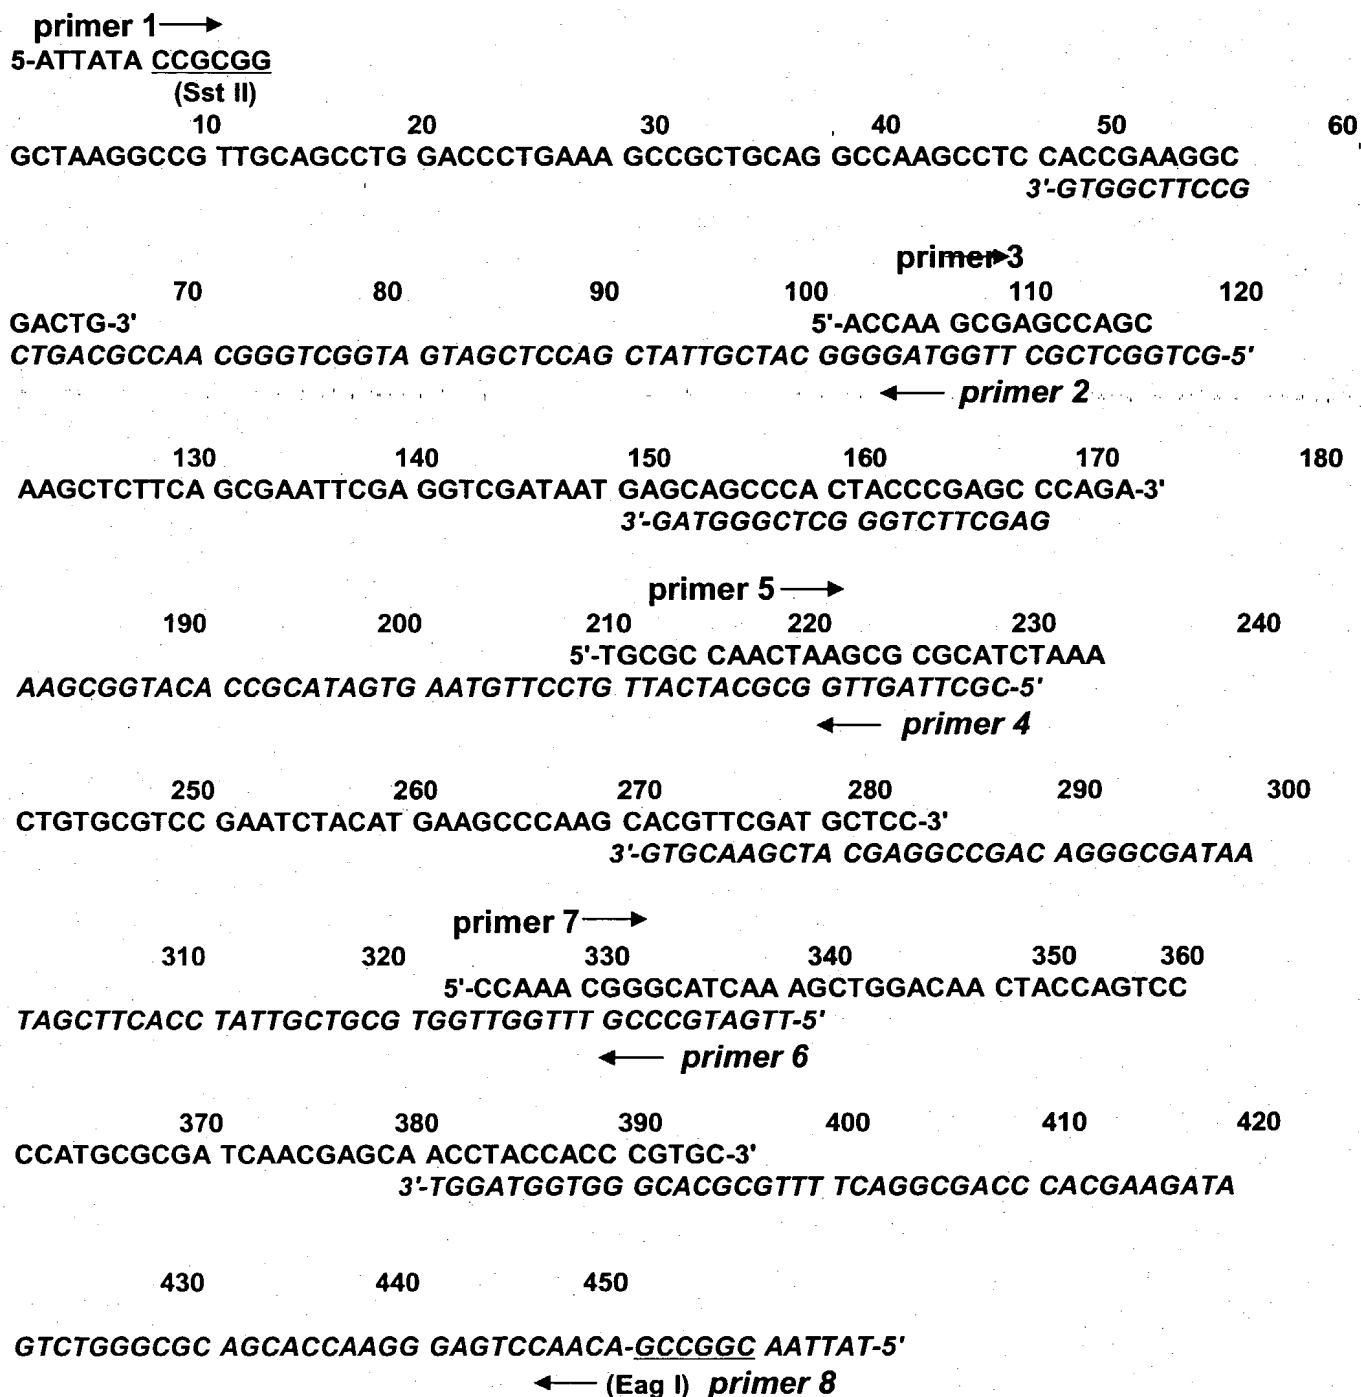 primer 1
5-ATTATA CCGCGG
(Sst II)
10 20 30 40 50 60
GCTAAGGCCG TTGCAGCCTG GACCCTGAAA GCCGCTGCAG GCCAAGCCTC CACCGAAGGC
3'-GTGGCTTCCG
primer 3
70 80 90 100 110 120
GACTG-3' 5'-ACCAA GCGAGCCAGC
CTGACGCCAA CGGGTCGGTA GTAGCTCCAG CTATTGCTAC GGGGATGGTT CGCTCGGTCG-5'
primer 2
130 140 150 160 170 180
AAGCTCTTCA GCGAATTCGA GGTCGATAAT GAGCAGCCCA CTACCCGAGC CCAGA-3'
3'-GATGGGCTCG GGTCTTCGAG
primer 5
190 200 210 220 230 240
5'-TGCGC CAACTAAGCG CGCATCTAAA
AAGCGGTACA CCGCATAGTG AATGTTCCTG TTACTACGCG GTTGATTCGC-5'
primer 4
250 260 270 280 290 300
CTGTGCGTCC GAATCTACAT GAAGCCCAAG CACGTTCGAT GCTCC-3'
3'-GTGCAAGCTA CGAGGCCGAC AGGGCGATAA
primer 7
310 320 330 340 350 360
5'-CCAAA CGGGCATCAA AGCTGGACAA CTACCAGTCC
TAGCTTCACC TATTGCTGCG TGGTTGGTTT GCCCGTAGTT-5'
primer 6
370 380 390 400 410 420
CCATGCGCGA TCAACGAGCA ACCTACCACC CGTGC-3'
3'-TGGATGGTGG GCACGCGTTT TCAGGCGACC CACGAAGATA
430 440 450
GTCTGGGCGC AGCACCAAGG GAGTCCAACA-GCCGGC AATTAT-5'
(Eag I) primer 8